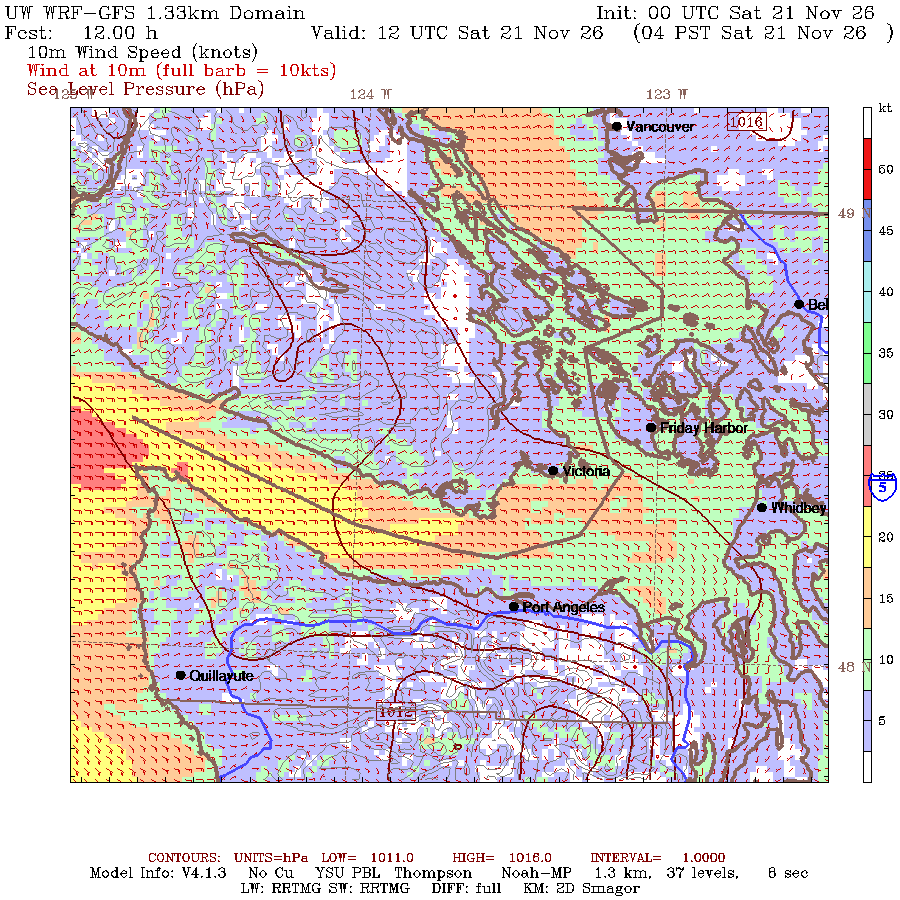 UW WRF-GFS 1.33km Domain Init: 00 UTC Sat 21 Nov 26
Fcst: 12.00 h Valid: 12 UTC Sat 21 Nov 26 (04 PST Sat 21 Nov 26 )
10m Wind Speed (knots)
Wind at 10m (full barb = 10kts)
Sea Level Pressure (hPa)
124 W 123 W
kt
Vancouver
1016
60
49 N
45
Bel
40
35
30
Friday Harbor
Victoria
25
5
Whidbey
20
15
Port Angeles
10
48 N
Quillayute
1012
5
CONTOURS: UNITS=hPa LOW= 1011.0 HIGH= 1016.0 INTERVAL= 1.0000
Model Info: V4.1.3 No Cu YSU PBL Thompson Noah-MP 1.3 km, 37 levels, 8 sec
LW: RRTMG SW: RRTMG DIFF: full KM: 2D Smagor